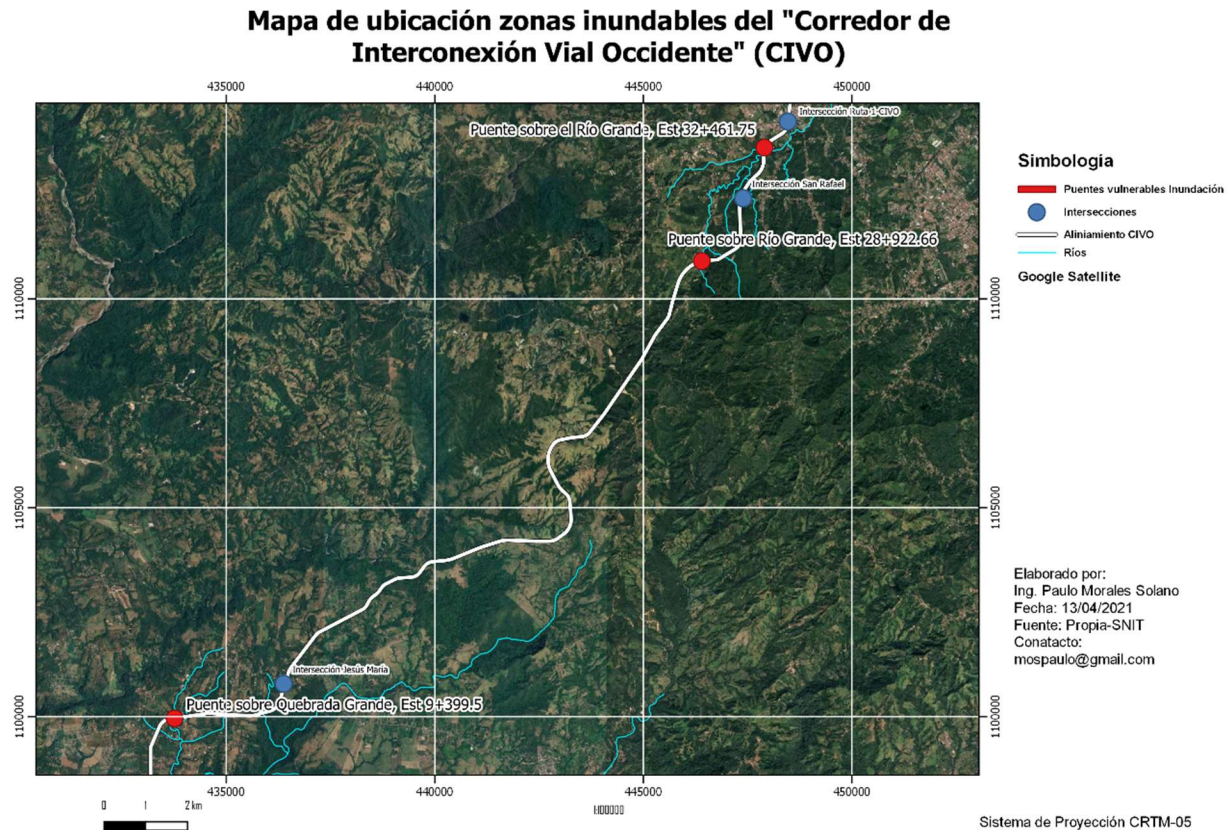 Mapa de ubicación zonas inundables del "Corredor de
Interconexión Vial Occidente" (CIVO)
435000
440000
445000
450000
Intersección Ruta 1-CIVO
Puente sobre el Río Grande, Est 32+461.75
Intersección San Rafael
Puente sobre Río Grande, Est 28+922.66
1110000
1110000
1105000
1105000
Intersección Jesús María
Puente sobre Quebrada Grande, Est 9+399.5
1100000
1100000
435000
440000
445000
450000
0 1 2 km
1:100000
Simbología
Puentes vulnerables Inundación
Intersecciones
Aliniamiento CIVO
Ríos
Google Satellite
Elaborado por:
Ing. Paulo Morales Solano
Fecha: 13/04/2021
Fuente: Propia-SNIT
Conatacto:
mospaulo@gmail.com
Sistema de Proyección CRTM-05